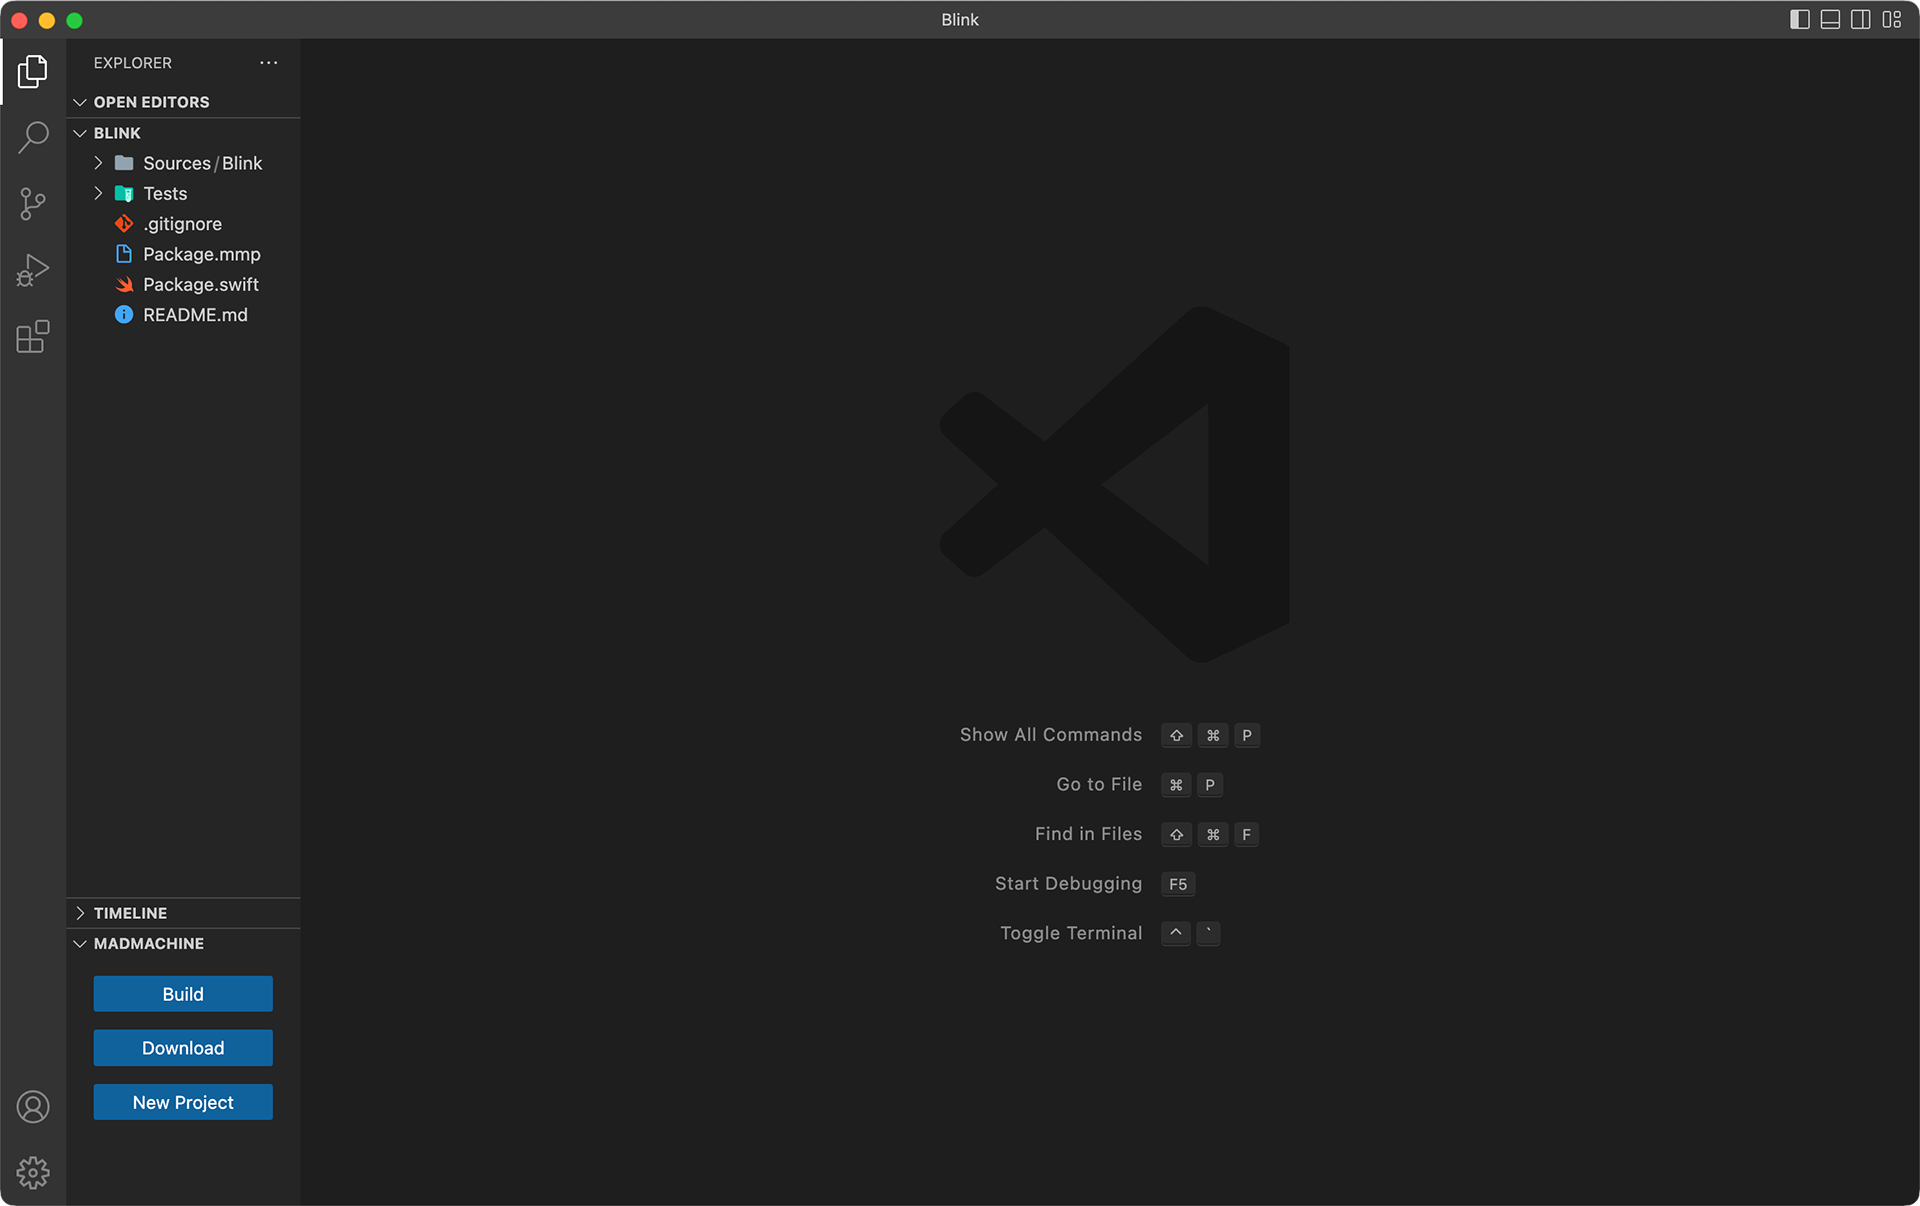 Blink
EXPLORER
OPEN EDITORS
BLINK
Sources/Blink
Tests
.gitignore
Package.mmp
Package.swift
README.md
TIMELINE
MADMACHINE
Build
Download
New Project
Show All Commands ⇧ ⌘ P
Go to File ⌘ P
Find in Files ⇧ ⌘ F
Start Debugging F5
Toggle Terminal ^ `